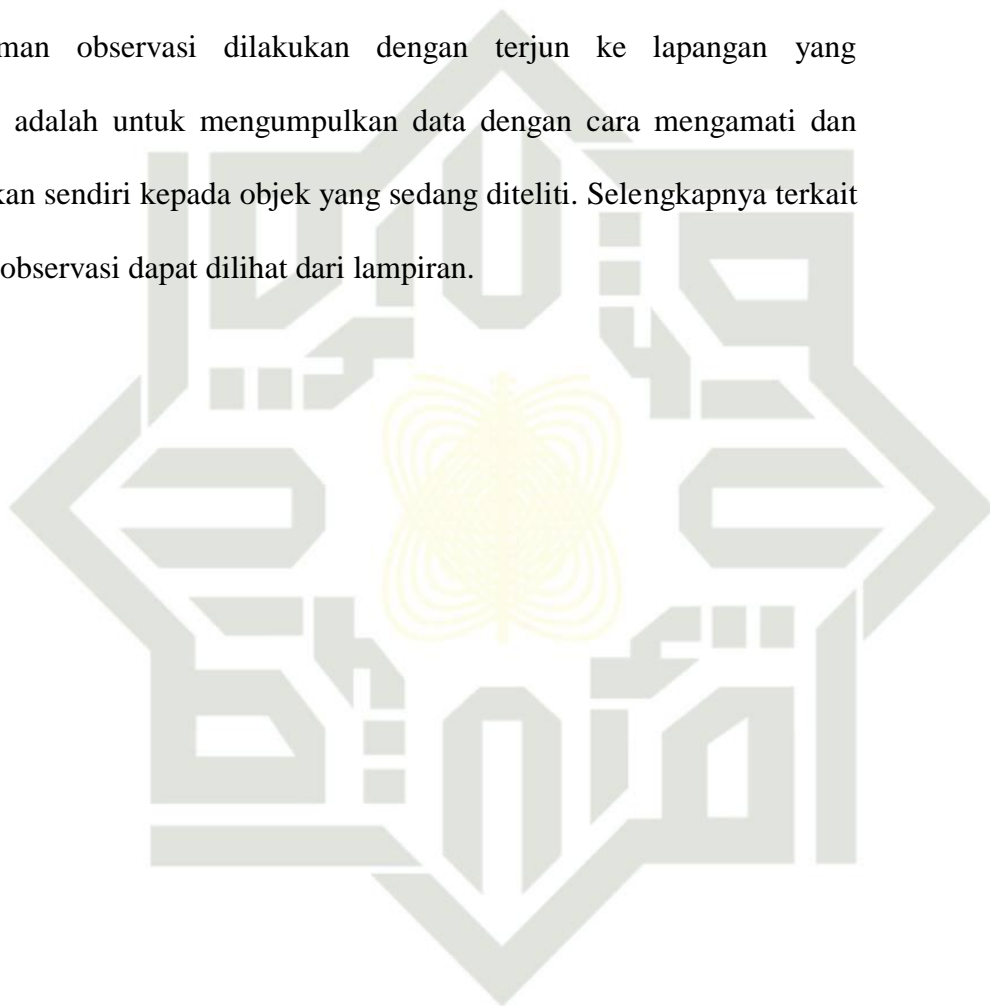 man observasi dilakukan dengan terjun ke lapangan yang
adalah untuk mengumpulkan data dengan cara mengamati dan
kan sendiri kepada objek yang sedang diteliti. Selengkapnya terkait
observasi dapat dilihat dari lampiran.